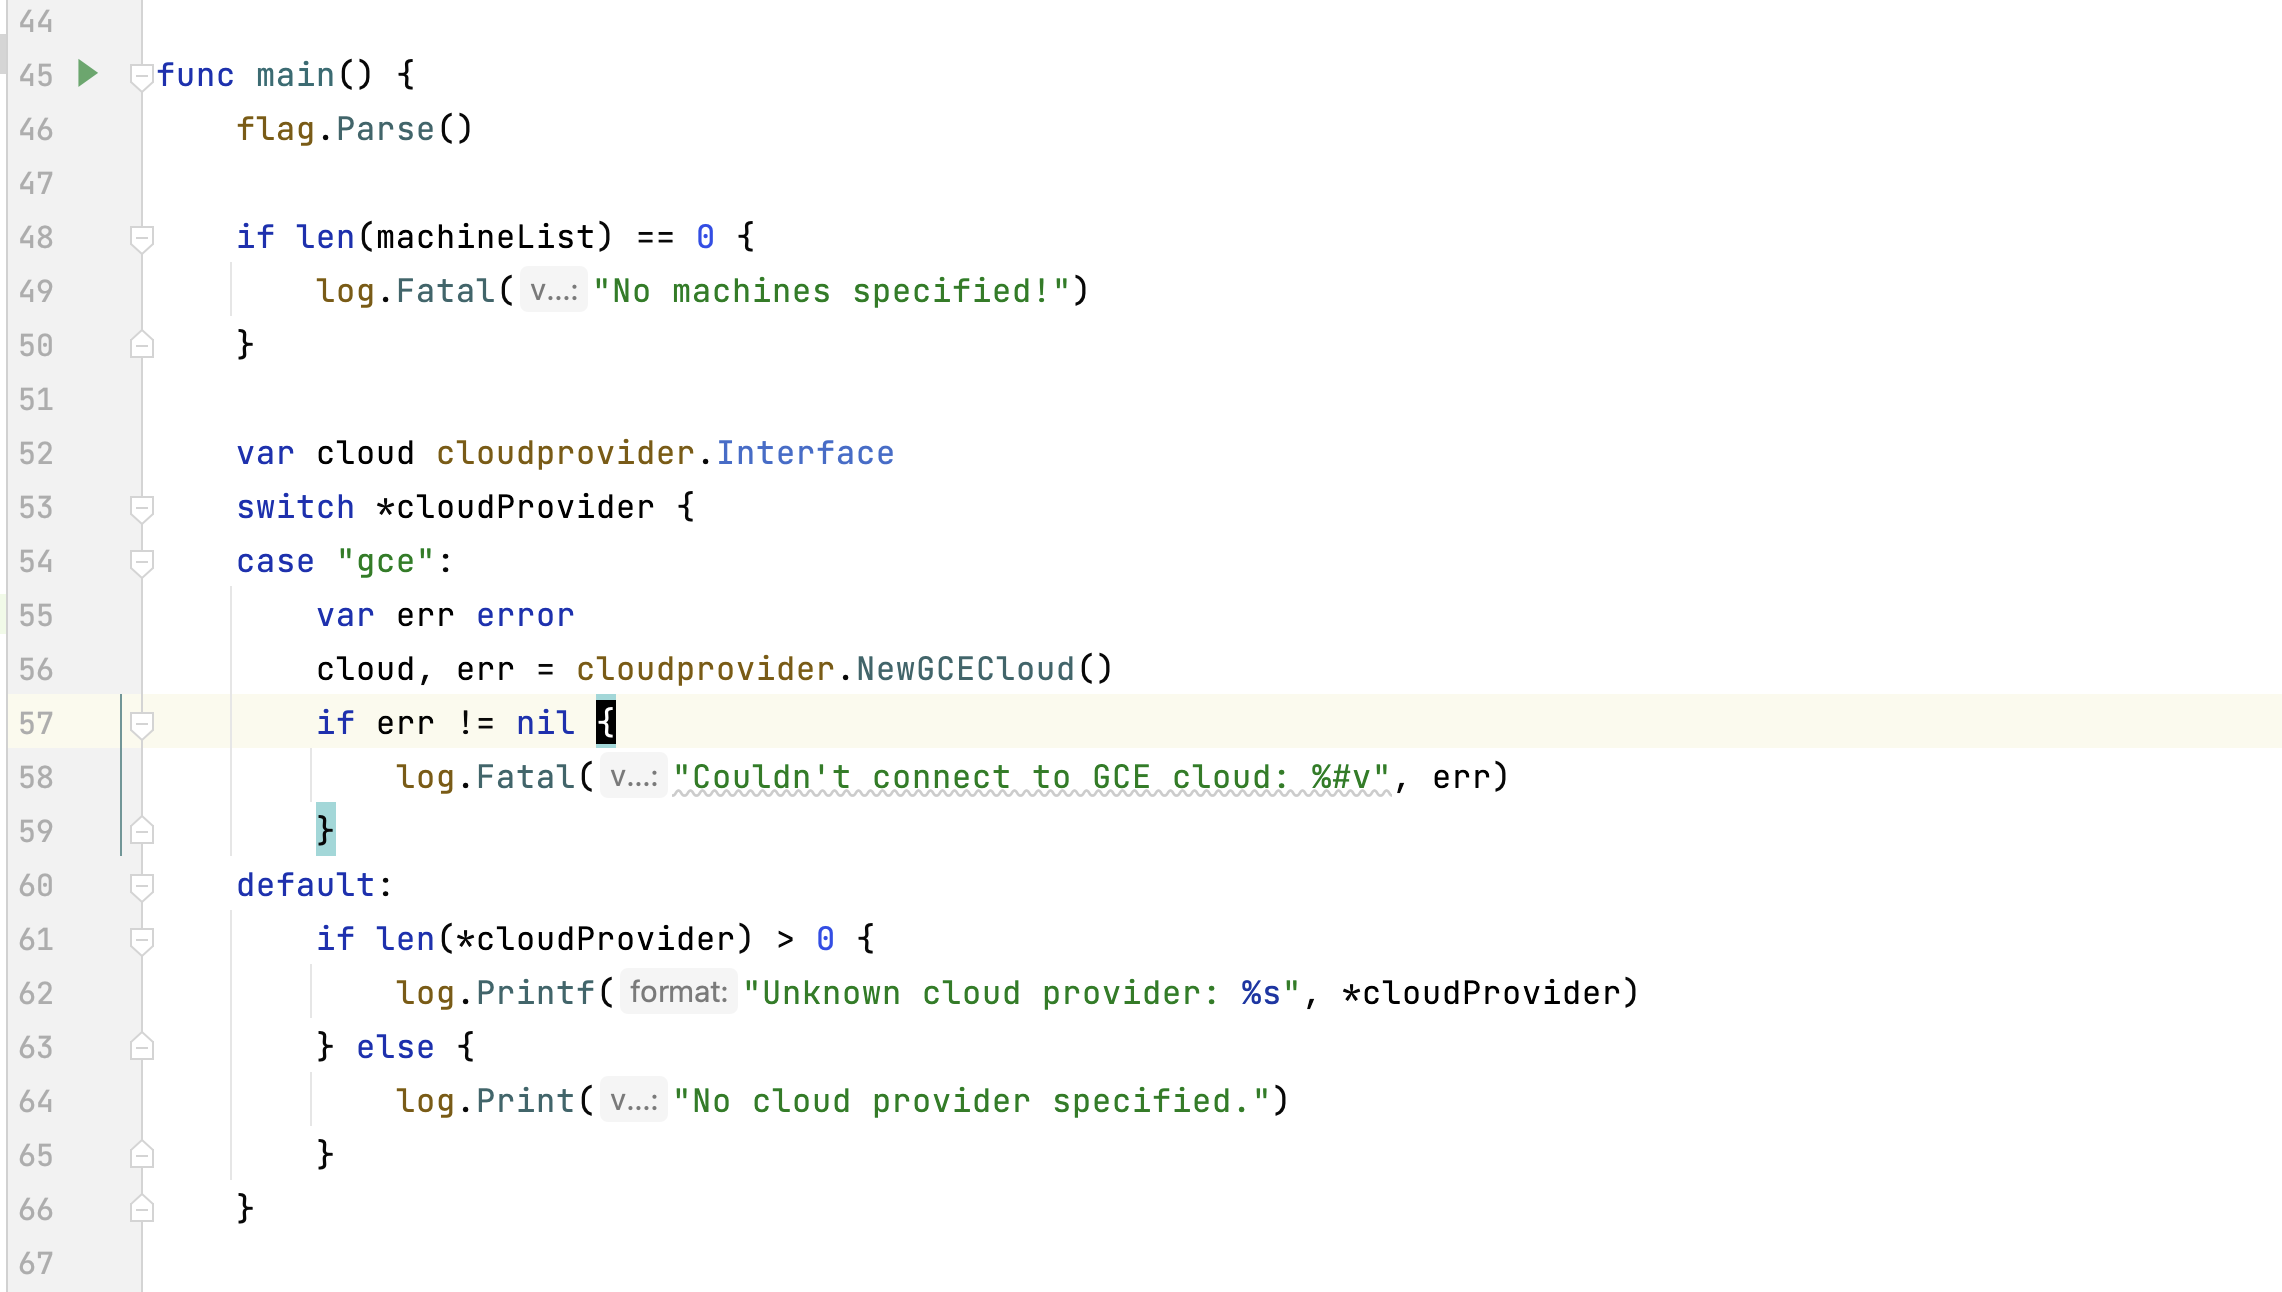 44
45 func main() {
46 flag.Parse()
47
48 if len(machineList) == 0 {
49 log.Fatal( v...: "No machines specified!")
50 }
51
52 var cloud cloudprovider.Interface
53 switch *cloudProvider {
54 case "gce":
55 var err error
56 cloud, err = cloudprovider.NewGCECloud()
57 if err != nil {
58 log.Fatal( v...: "Couldn't connect to GCE cloud: %#v", err)
59 }
60 default:
61 if len(*cloudProvider) > 0 {
62 log.Printf( format: "Unknown cloud provider: %s", *cloudProvider)
63 } else {
64 log.Print( v...: "No cloud provider specified.")
65 }
66 }
67